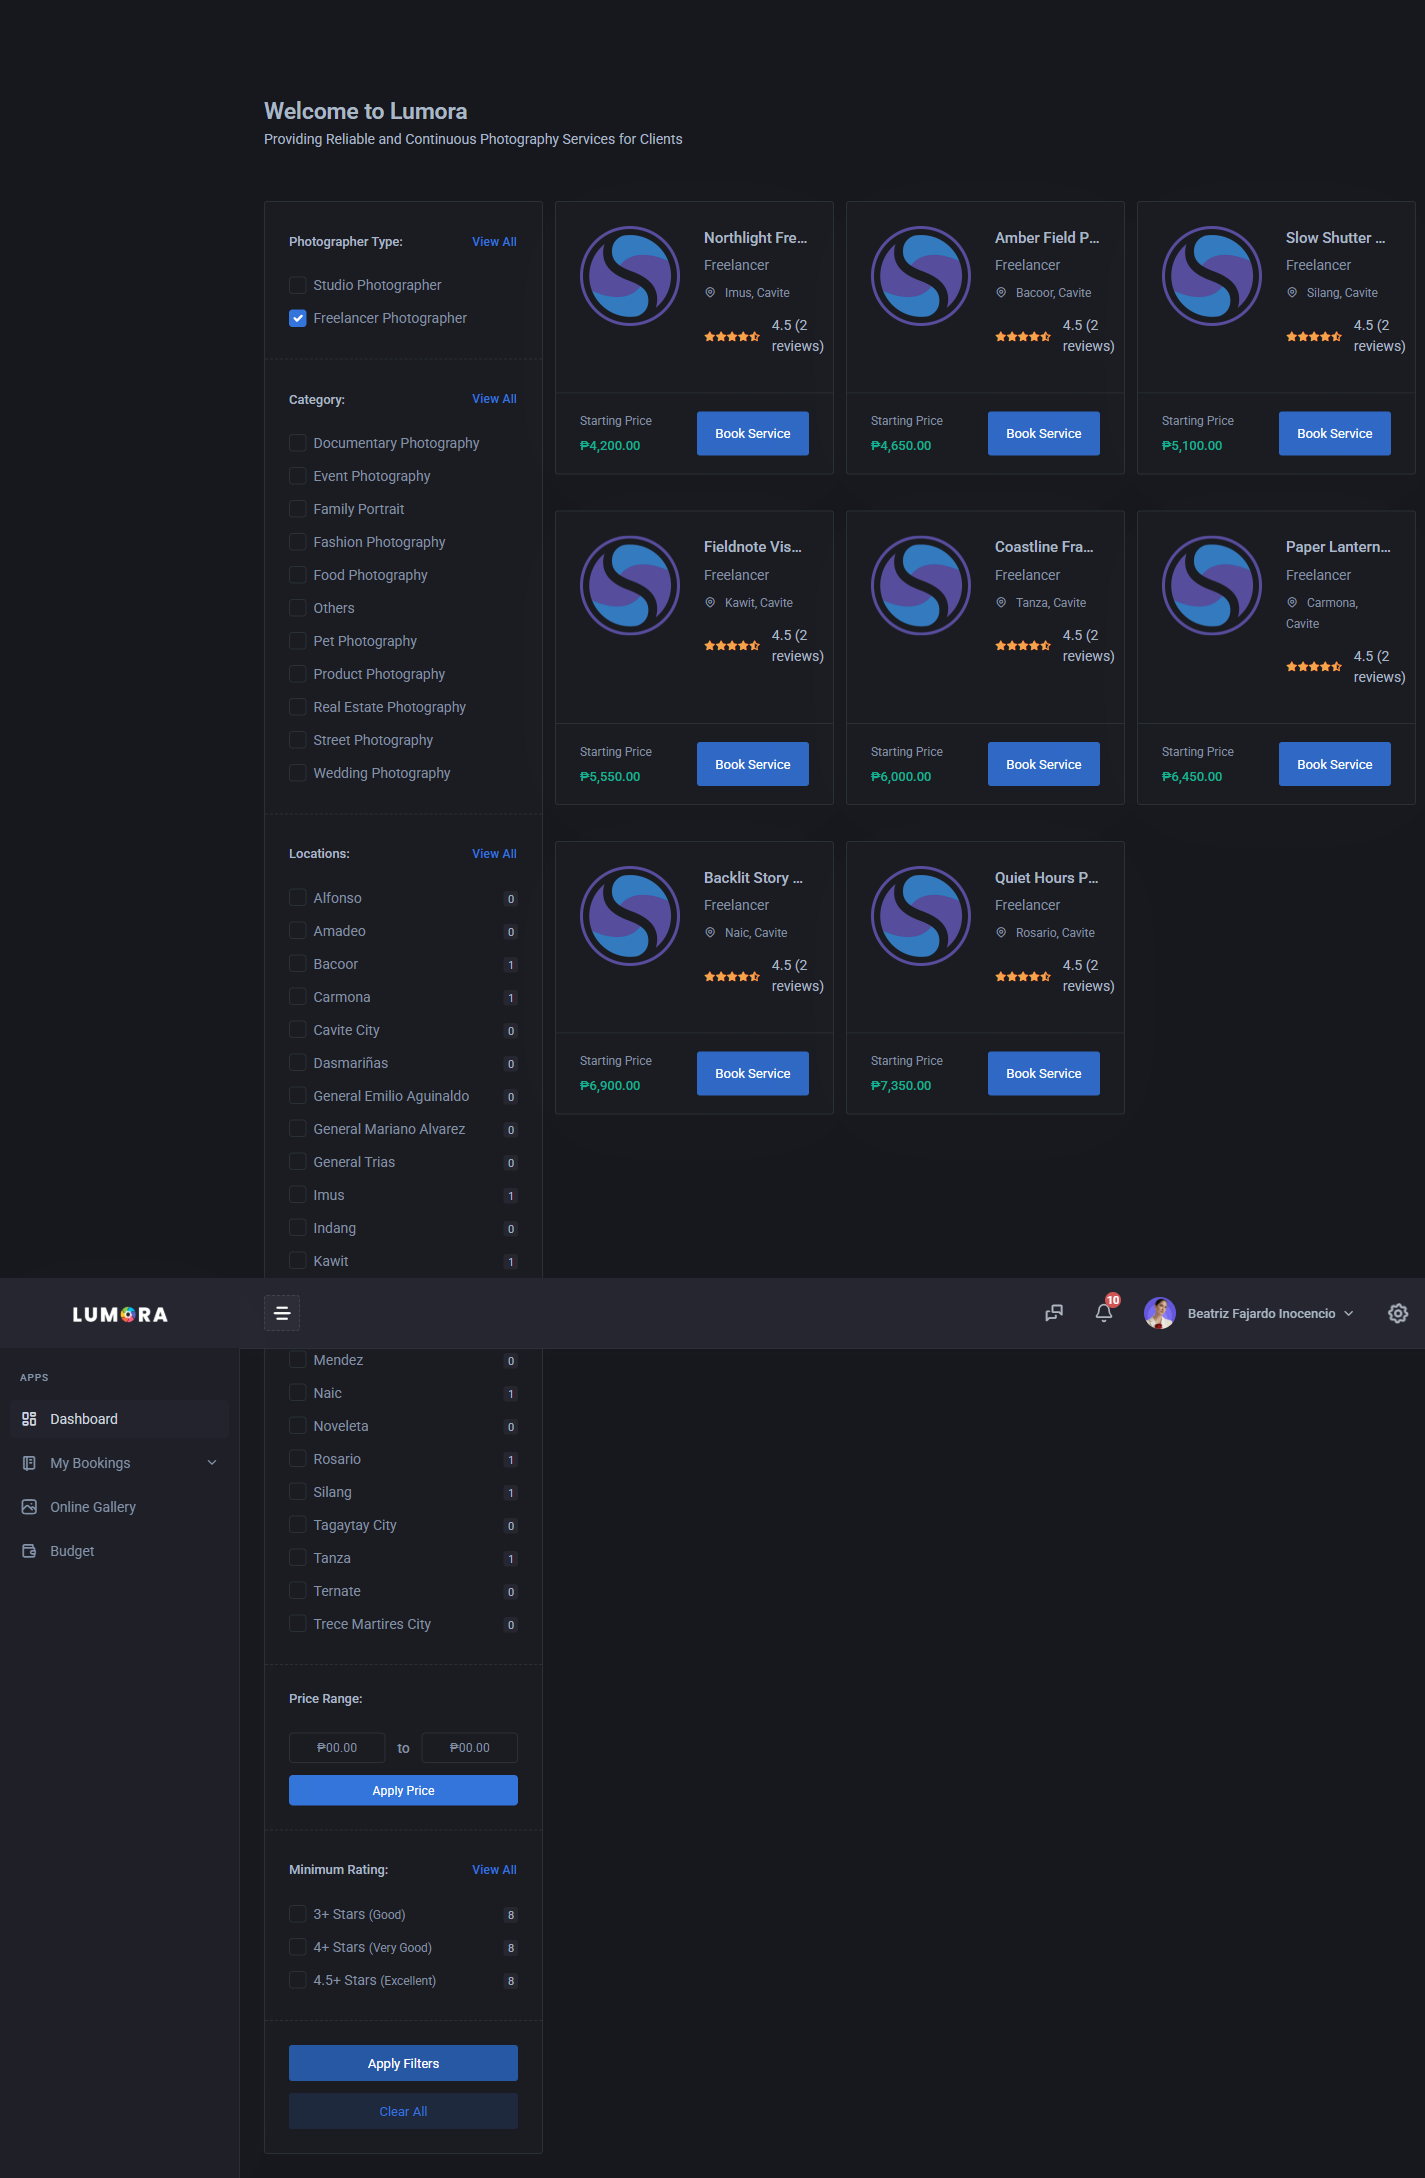 Welcome to Lumora
Providing Reliable and Continuous Photography Services for Clients
Photographer Type:
View All
Studio Photographer
Freelancer Photographer
Category:
View All
Documentary Photography
Event Photography
Family Portrait
Fashion Photography
Food Photography
Others
Pet Photography
Product Photography
Real Estate Photography
Street Photography
Wedding Photography
Locations:
View All
Alfonso 0
Amadeo 0
Bacoor 1
Carmona 1
Cavite City 0
Dasmariñas 0
General Emilio Aguinaldo 0
General Mariano Alvarez 0
General Trias 0
Imus 1
Indang 0
Kawit 1
Northlight Fre...
Freelancer
Imus, Cavite
4.5 (2
reviews)
Starting Price
₱4,200.00
Book Service
Amber Field P...
Freelancer
Bacoor, Cavite
4.5 (2
reviews)
Starting Price
₱4,650.00
Book Service
Slow Shutter ...
Freelancer
Silang, Cavite
4.5 (2
reviews)
Starting Price
₱5,100.00
Book Service
Fieldnote Vis...
Freelancer
Kawit, Cavite
4.5 (2
reviews)
Starting Price
₱5,550.00
Book Service
Coastline Fra...
Freelancer
Tanza, Cavite
4.5 (2
reviews)
Starting Price
₱6,000.00
Book Service
Paper Lantern...
Freelancer
Carmona,
Cavite
4.5 (2
reviews)
Starting Price
₱6,450.00
Book Service
Backlit Story ...
Freelancer
Naic, Cavite
4.5 (2
reviews)
Starting Price
₱6,900.00
Book Service
Quiet Hours P...
Freelancer
Rosario, Cavite
4.5 (2
reviews)
Starting Price
₱7,350.00
Book Service
LUMORA
10
Beatriz Fajardo Inocencio
APPS
Dashboard
My Bookings
Online Gallery
Budget
Mendez 0
Naic 1
Noveleta 0
Rosario 1
Silang 1
Tagaytay City 0
Tanza 1
Ternate 0
Trece Martires City 0
Price Range:
₱00.00 to ₱00.00
Apply Price
Minimum Rating:
View All
3+ Stars (Good) 8
4+ Stars (Very Good) 8
4.5+ Stars (Excellent) 8
Apply Filters
Clear All